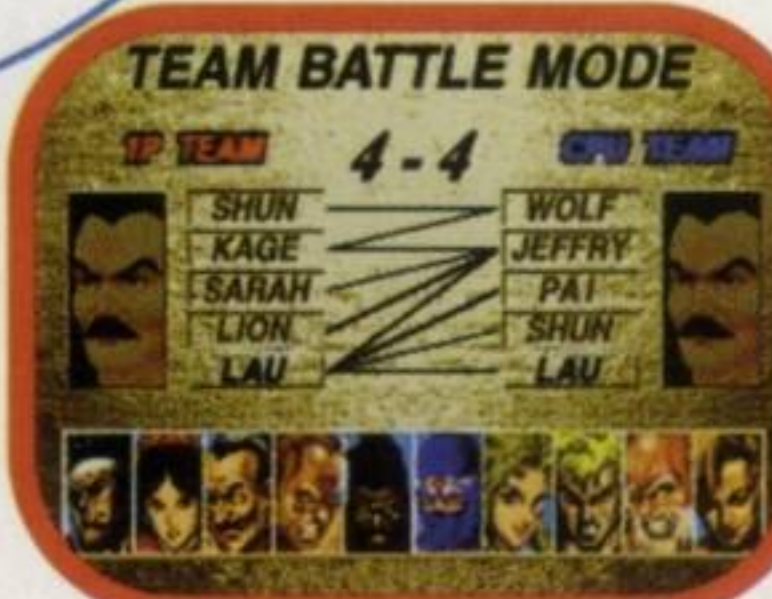 TEAM BATTLE MODE
1P TEAM 4 - 4 CPU TEAM
SHUN WOLF
KAGE JEFFRY
SARAH PAI
LION SHUN
LAU LAU